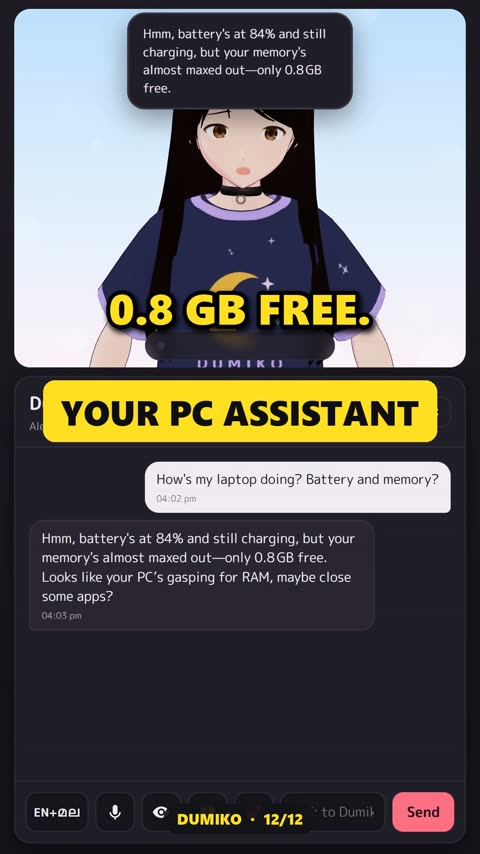 Hmm, battery's at 84% and still
charging, but your memory's
almost maxed out—only 0.8 GB
free.
0.8 GB FREE.
DUMIKO
YOUR PC ASSISTANT
How's my laptop doing? Battery and memory?
04:02 pm
Hmm, battery's at 84% and still charging, but your
memory's almost maxed out—only 0.8 GB free.
Looks like your PC's gasping for RAM, maybe close
some apps?
04:03 pm
EN+മല
to Dumik
Send
DUMIKO · 12/12